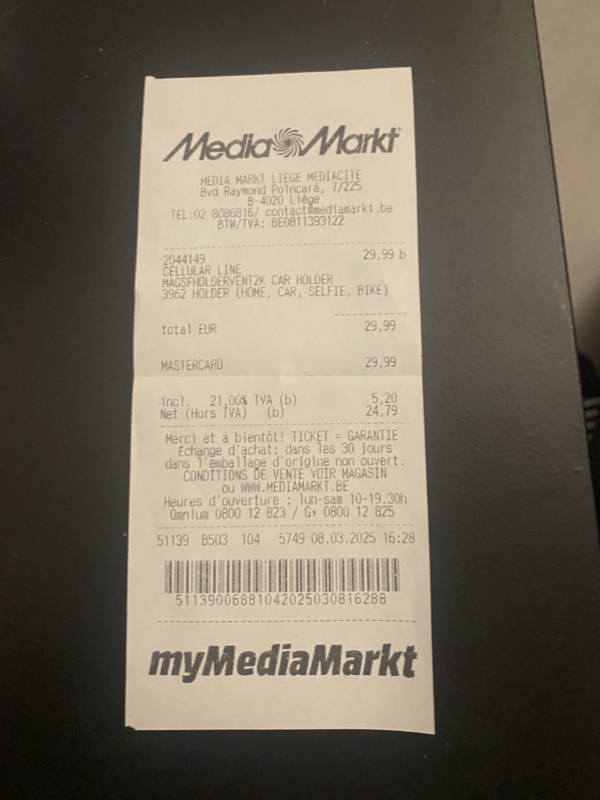 Media Markt
MEDIA MARKT LIEGE MEDIACITE
Bvd Raymond Poincaré, 7/225
B-4020 Liège
TEL:02 8086816/ contact@mediamarkt.be
BTW/TVA: BE0811393122
2044149 29,99 b
CELLULAR LINE
MAGSFHOLDERVENT2K CAR HOLDER
3962 HOLDER (HOME, CAR, SELFIE, BIKE)
total EUR 29,99
MASTERCARD 29,99
incl. 21,00% TVA (b) 5,20
Net (Hors TVA) (b) 24,79
Merci et à bientôt! TICKET = GARANTIE
Échange d'achat: dans les 30 jours
dans l'emballage d'origine non ouvert.
CONDITIONS DE VENTE VOIR MAGASIN
ou WWW.MEDIAMARKT.BE
Heures d'ouverture : lun-sam 10-19.30h
Omnium 0800 12 823 / G+ 0800 12 825
51139 B503 104 5749 08.03.2025 16:28
51139006881042025030816288
myMediaMarkt